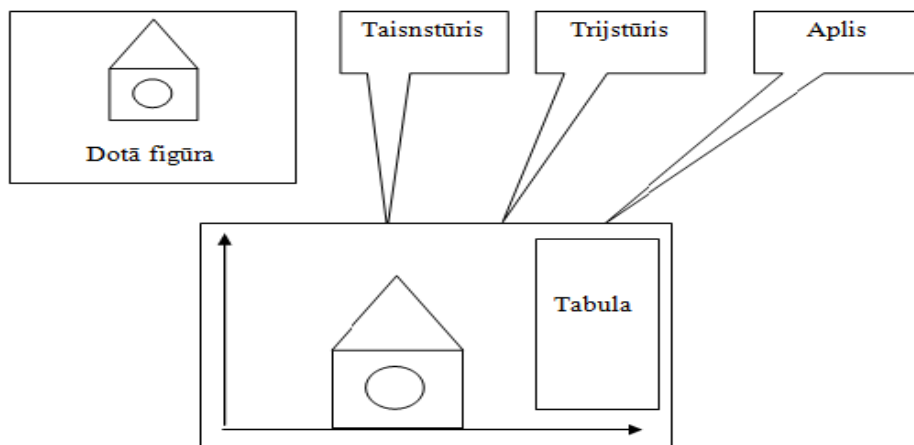 Taisnstūris
Trijstūris
Aplis
Dotā figūra
Tabula